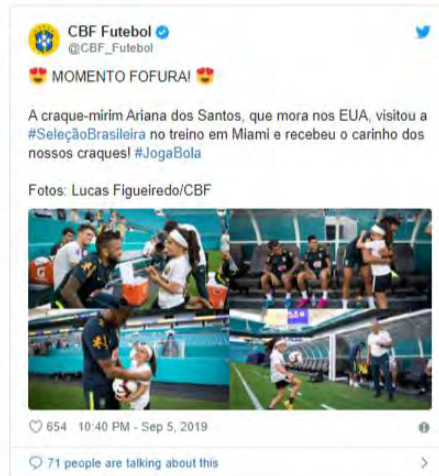 CBF Futebol
@CBF_Futebol
😍 MOMENTO FOFURA! 😍
A craque-mirim Ariana dos Santos, que mora nos EUA, visitou a
#SeleçãoBrasileira no treino em Miami e recebeu o carinho dos
nossos craques! #JogaBola
Fotos: Lucas Figueiredo/CBF
654 10:40 PM - Sep 5, 2019
71 people are talking about this